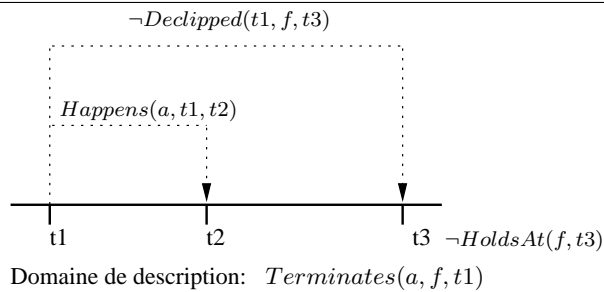 ¬Declipped(t1, f, t3)
Happens(a, t1, t2)
t1 t2 t3 ¬HoldsAt(f, t3)
Domaine de description: Terminates(a, f, t1)